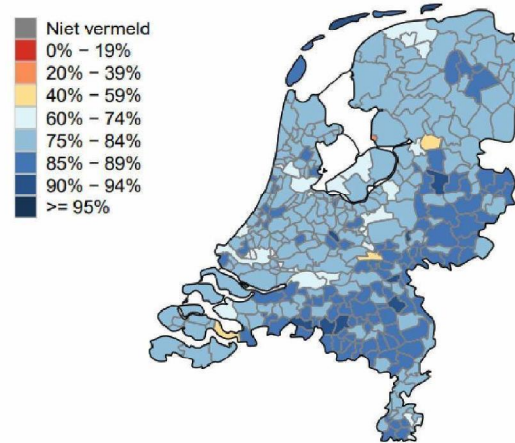 Niet vermeld
0% – 19%
20% – 39%
40% – 59%
60% – 74%
75% – 84%
85% – 89%
90% – 94%
>= 95%